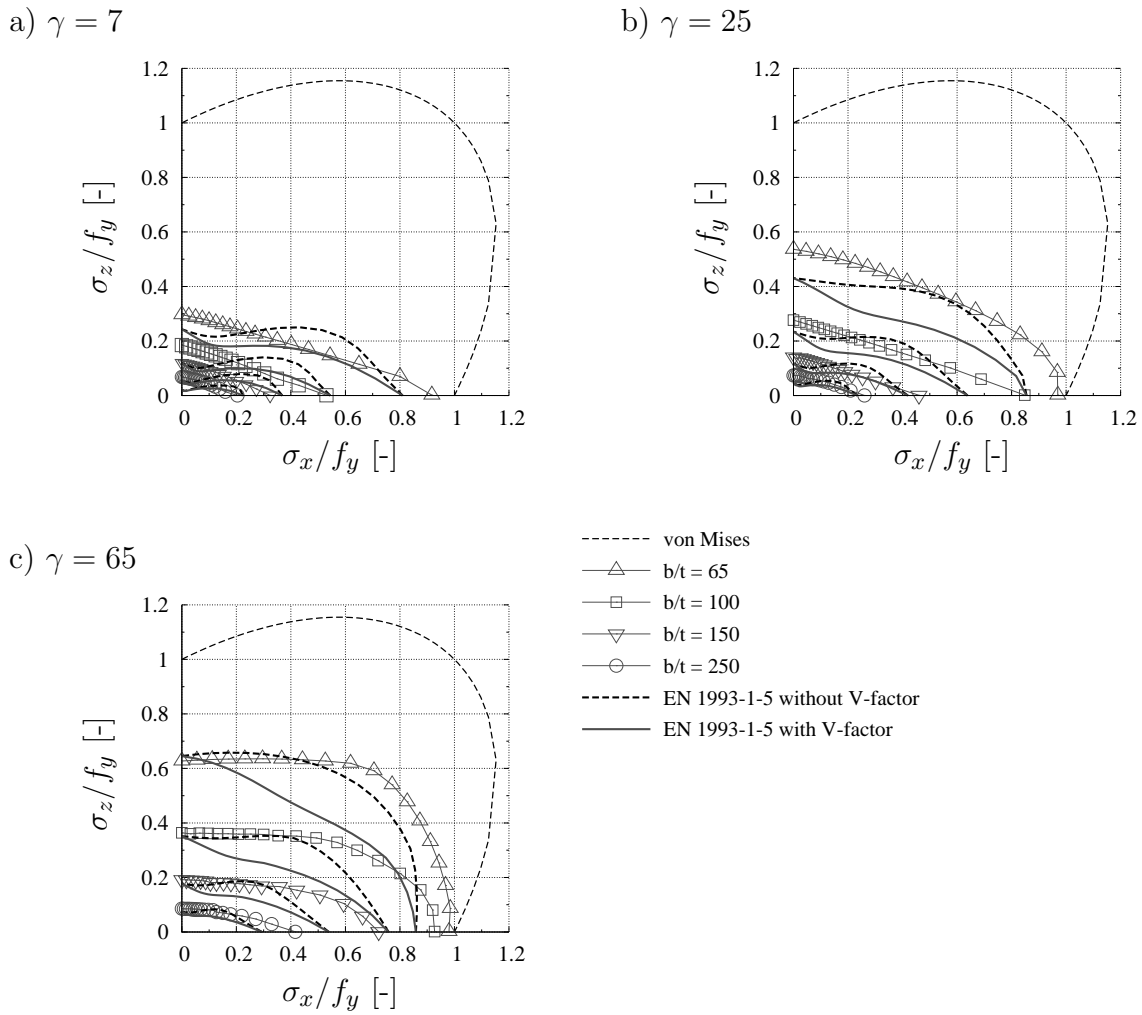 a) γ = 7
1.2
1
0.8
0.6
0.4
0.2
0
0 0.2 0.4 0.6 0.8 1 1.2
σz/fy [-]
σx/fy [-]
b) γ = 25
1.2
1
0.8
0.6
0.4
0.2
0
0 0.2 0.4 0.6 0.8 1 1.2
σz/fy [-]
σx/fy [-]
c) γ = 65
1.2
1
0.8
0.6
0.4
0.2
0
0 0.2 0.4 0.6 0.8 1 1.2
σz/fy [-]
σx/fy [-]
von Mises
b/t = 65
b/t = 100
b/t = 150
b/t = 250
EN 1993-1-5 without V-factor
EN 1993-1-5 with V-factor